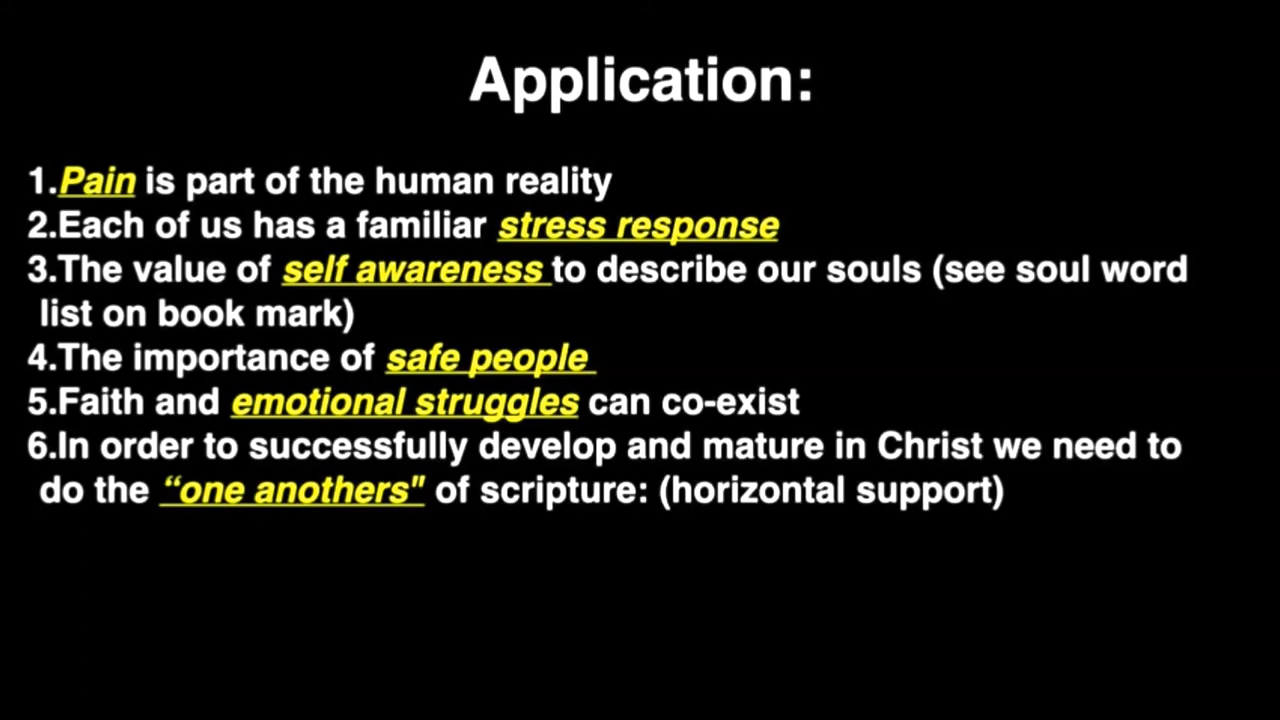 Application:
1.Pain is part of the human reality
2.Each of us has a familiar stress response
3.The value of self awareness to describe our souls (see soul word
list on book mark)
4.The importance of safe people
5.Faith and emotional struggles can co-exist
6.In order to successfully develop and mature in Christ we need to
do the “one anothers" of scripture: (horizontal support)